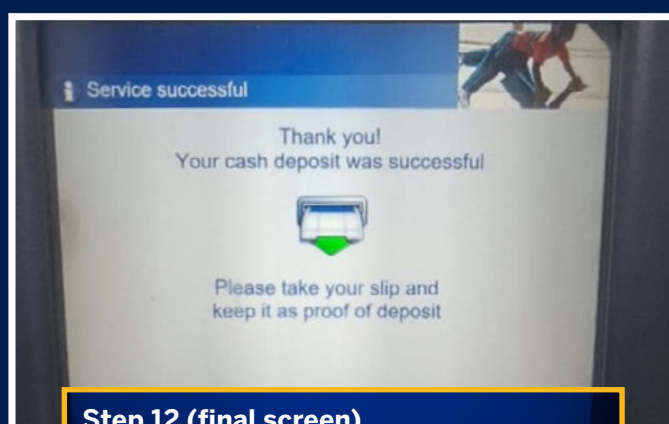 Service successful
Thank you!
Your cash deposit was successful
Please take your slip and
keep it as proof of deposit
Step 12 (final screen)